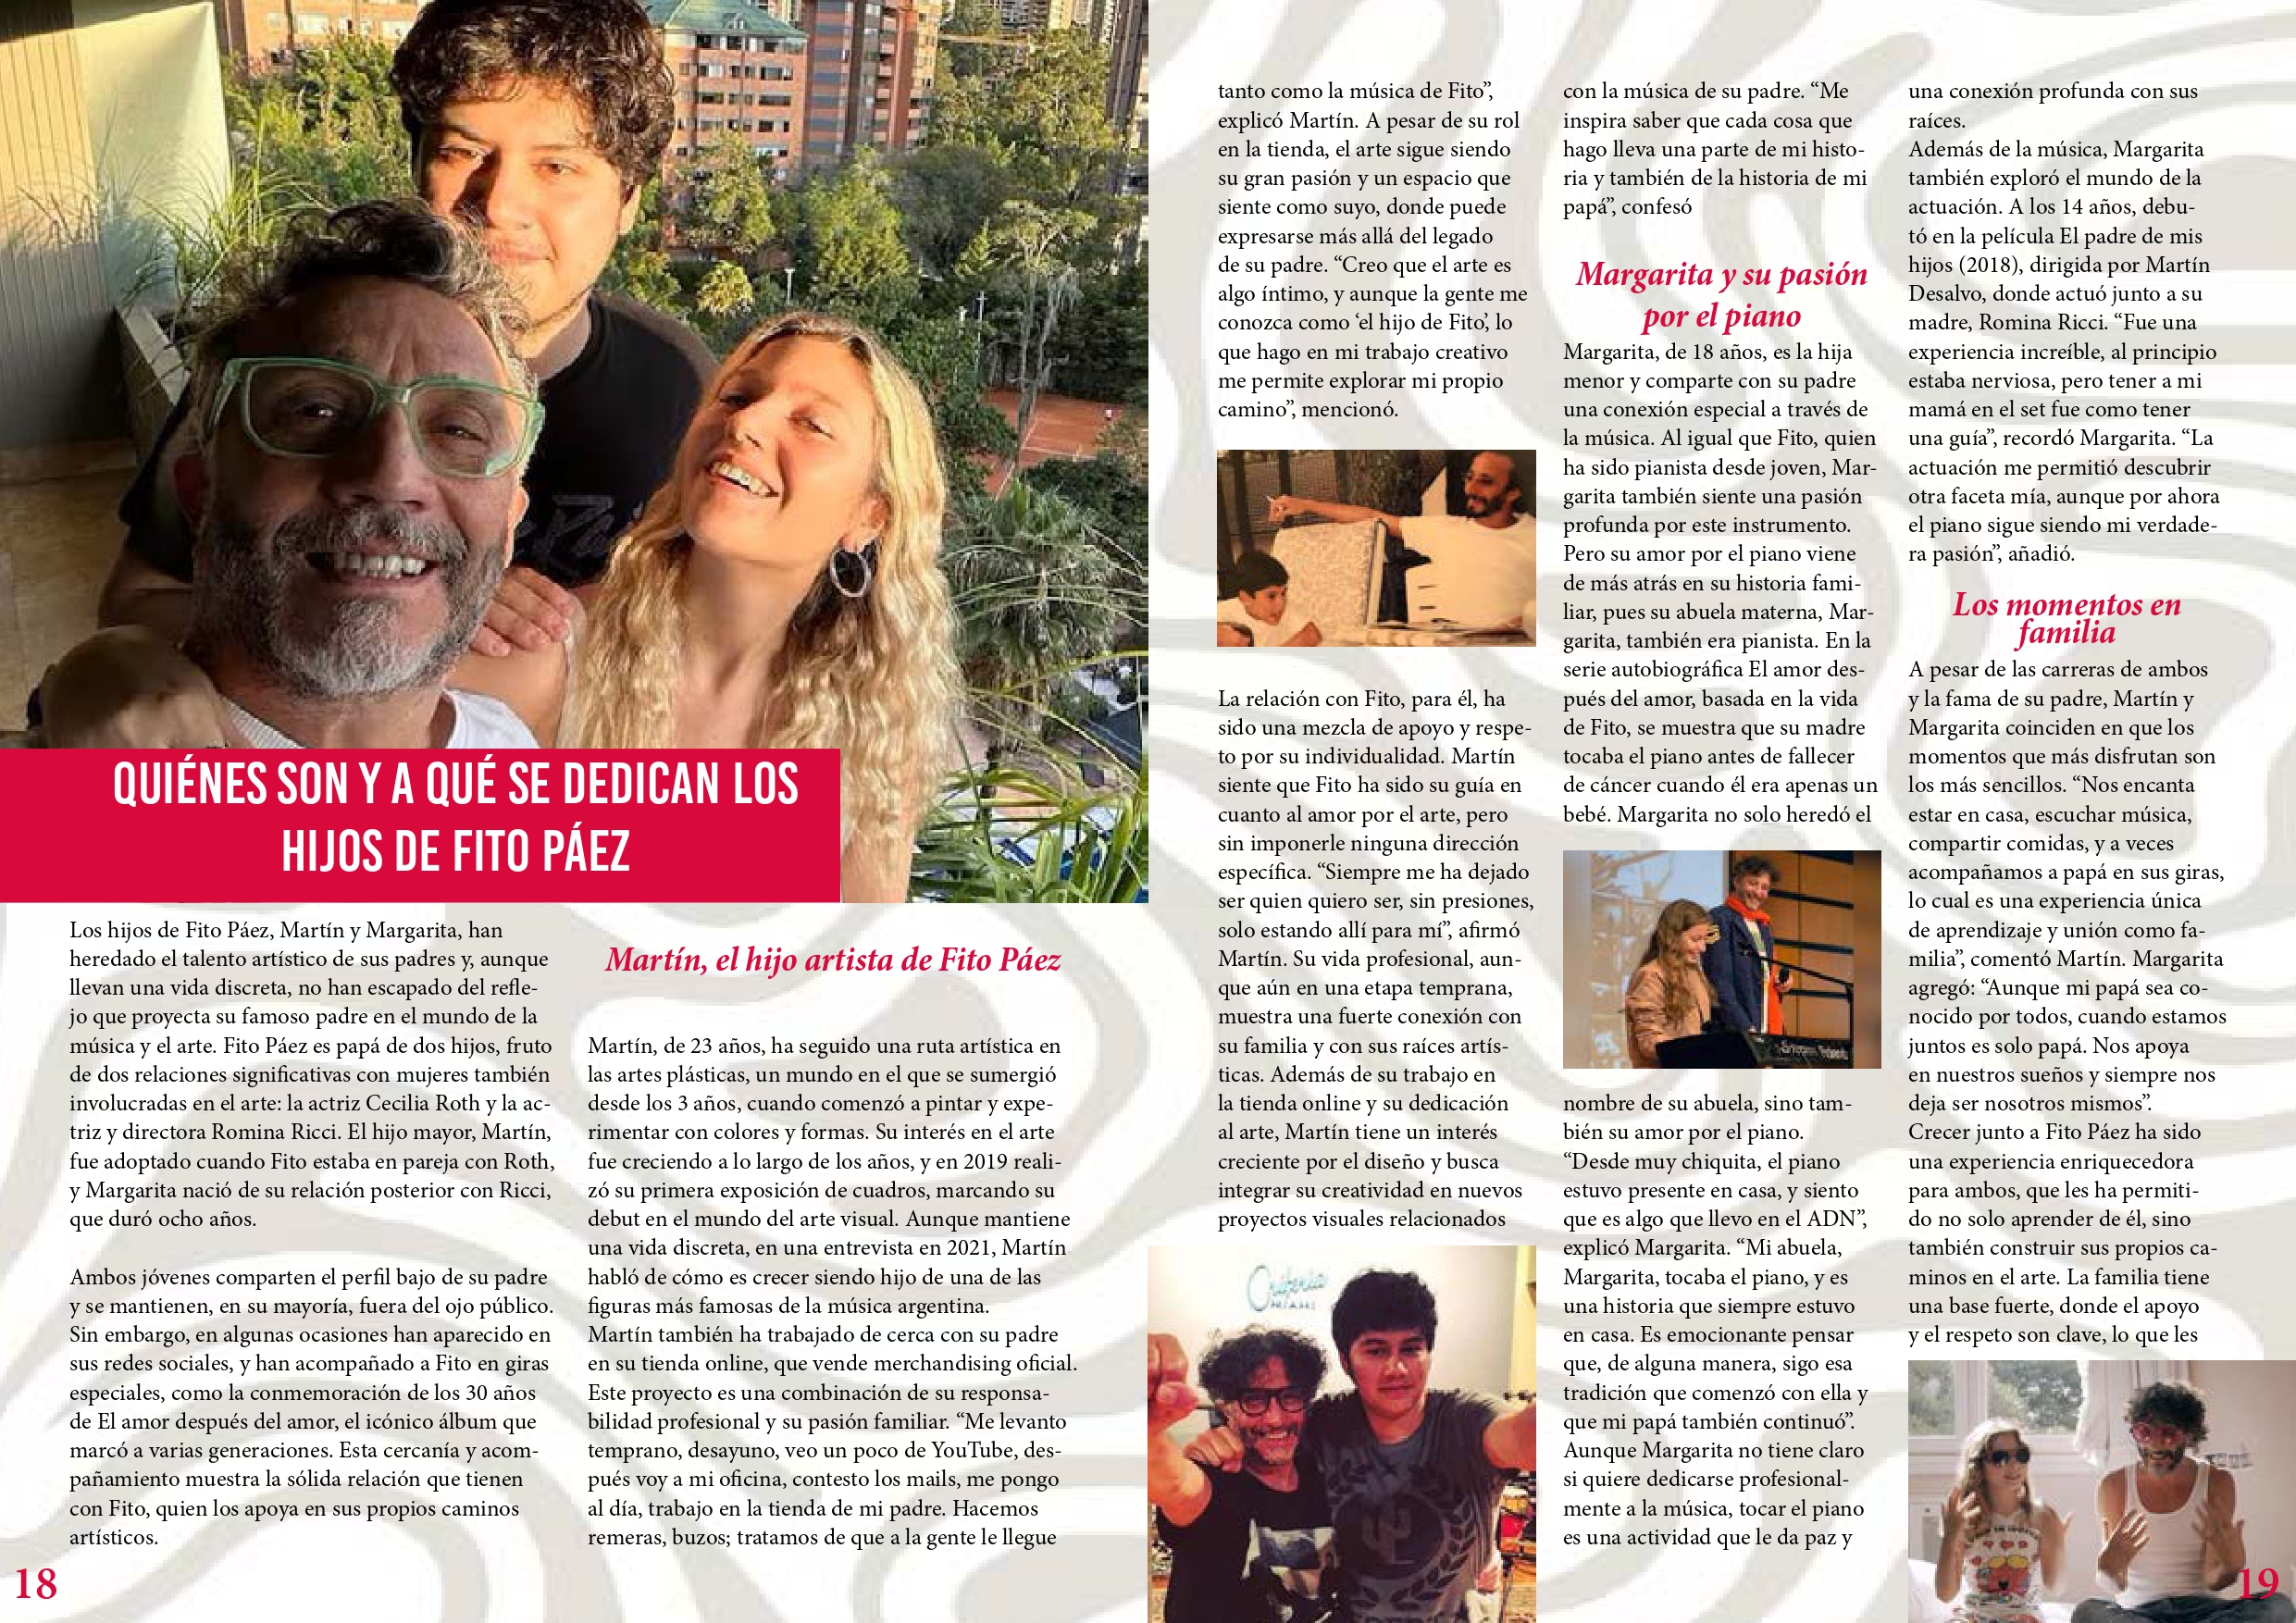 QUIÉNES SON Y A QUÉ SE DEDICAN LOS
HIJOS DE FITO PÁEZ
Los hijos de Fito Páez, Martín y Margarita, han
heredado el talento artístico de sus padres y, aunque
llevan una vida discreta, no han escapado del refle-
jo que proyecta su famoso padre en el mundo de la
música y el arte. Fito Páez es papá de dos hijos, fruto
de dos relaciones significativas con mujeres también
involucradas en el arte: la actriz Cecilia Roth y la ac-
triz y directora Romina Ricci. El hijo mayor, Martín,
fue adoptado cuando Fito estaba en pareja con Roth,
y Margarita nació de su relación posterior con Ricci,
que duró ocho años.
Ambos jóvenes comparten el perfil bajo de su padre
y se mantienen, en su mayoría, fuera del ojo público.
Sin embargo, en algunas ocasiones han aparecido en
sus redes sociales, y han acompañado a Fito en giras
especiales, como la conmemoración de los 30 años
de El amor después del amor, el icónico álbum que
marcó a varias generaciones. Esta cercanía y acom-
pañamiento muestra la sólida relación que tienen
con Fito, quien los apoya en sus propios caminos
artísticos.
18
Martín, el hijo artista de Fito Páez
Martín, de 23 años, ha seguido una ruta artística en
las artes plásticas, un mundo en el que se sumergió
desde los 3 años, cuando comenzó a pintar y expe-
rimentar con colores y formas. Su interés en el arte
fue creciendo a lo largo de los años, y en 2019 reali-
zó su primera exposición de cuadros, marcando su
debut en el mundo del arte visual. Aunque mantiene
una vida discreta, en una entrevista en 2021, Martín
habló de cómo es crecer siendo hijo de una de las
figuras más famosas de la música argentina.
Martín también ha trabajado de cerca con su padre
en su tienda online, que vende merchandising oficial.
Este proyecto es una combinación de su responsa-
bilidad profesional y su pasión familiar. “Me levanto
temprano, desayuno, veo un poco de YouTube, des-
pués voy a mi oficina, contesto los mails, me pongo
al día, trabajo en la tienda de mi padre. Hacemos
remeras, buzos; tratamos de que a la gente le llegue
tanto como la música de Fito”,
explicó Martín. A pesar de su rol
en la tienda, el arte sigue siendo
su gran pasión y un espacio que
siente como suyo, donde puede
expresarse más allá del legado
de su padre. “Creo que el arte es
algo íntimo, y aunque la gente me
conozca como ‘el hijo de Fito’, lo
que hago en mi trabajo creativo
me permite explorar mi propio
camino”, mencionó.
La relación con Fito, para él, ha
sido una mezcla de apoyo y respe-
to por su individualidad. Martín
siente que Fito ha sido su guía en
cuanto al amor por el arte, pero
sin imponerle ninguna dirección
específica. “Siempre me ha dejado
ser quien quiero ser, sin presiones,
solo estando allí para mí”, afirmó
Martín. Su vida profesional, aun-
que aún en una etapa temprana,
muestra una fuerte conexión con
su familia y con sus raíces artís-
ticas. Además de su trabajo en
la tienda online y su dedicación
al arte, Martín tiene un interés
creciente por el diseño y busca
integrar su creatividad en nuevos
proyectos visuales relacionados
Criteria
MIAMI
con la música de su padre. “Me
inspira saber que cada cosa que
hago lleva una parte de mi histo-
ria y también de la historia de mi
papá”, confesó
Margarita y su pasión
por el piano
Margarita, de 18 años, es la hija
menor y comparte con su padre
una conexión especial a través de
la música. Al igual que Fito, quien
ha sido pianista desde joven, Mar-
garita también siente una pasión
profunda por este instrumento.
Pero su amor por el piano viene
de más atrás en su historia fami-
liar, pues su abuela materna, Mar-
garita, también era pianista. En la
serie autobiográfica El amor des-
pués del amor, basada en la vida
de Fito, se muestra que su madre
tocaba el piano antes de fallecer
de cáncer cuando él era apenas un
bebé. Margarita no solo heredó el
nombre de su abuela, sino tam-
bién su amor por el piano.
“Desde muy chiquita, el piano
estuvo presente en casa, y siento
que es algo que llevo en el ADN”,
explicó Margarita. “Mi abuela,
Margarita, tocaba el piano, y es
una historia que siempre estuvo
en casa. Es emocionante pensar
que, de alguna manera, sigo esa
tradición que comenzó con ella y
que mi papá también continuó”.
Aunque Margarita no tiene claro
si quiere dedicarse profesional-
mente a la música, tocar el piano
es una actividad que le da paz y
una conexión profunda con sus
raíces.
Además de la música, Margarita
también exploró el mundo de la
actuación. A los 14 años, debu-
tó en la película El padre de mis
hijos (2018), dirigida por Martín
Desalvo, donde actuó junto a su
madre, Romina Ricci. “Fue una
experiencia increíble, al principio
estaba nerviosa, pero tener a mi
mamá en el set fue como tener
una guía”, recordó Margarita. “La
actuación me permitió descubrir
otra faceta mía, aunque por ahora
el piano sigue siendo mi verdade-
ra pasión”, añadió.
Los momentos en
familia
A pesar de las carreras de ambos
y la fama de su padre, Martín y
Margarita coinciden en que los
momentos que más disfrutan son
los más sencillos. “Nos encanta
estar en casa, escuchar música,
compartir comidas, y a veces
acompañamos a papá en sus giras,
lo cual es una experiencia única
de aprendizaje y unión como fa-
milia”, comentó Martín. Margarita
agregó: “Aunque mi papá sea co-
nocido por todos, cuando estamos
juntos es solo papá. Nos apoya
en nuestros sueños y siempre nos
deja ser nosotros mismos”.
Crecer junto a Fito Páez ha sido
una experiencia enriquecedora
para ambos, que les ha permiti-
do no solo aprender de él, sino
también construir sus propios ca-
minos en el arte. La familia tiene
una base fuerte, donde el apoyo
y el respeto son clave, lo que les
19